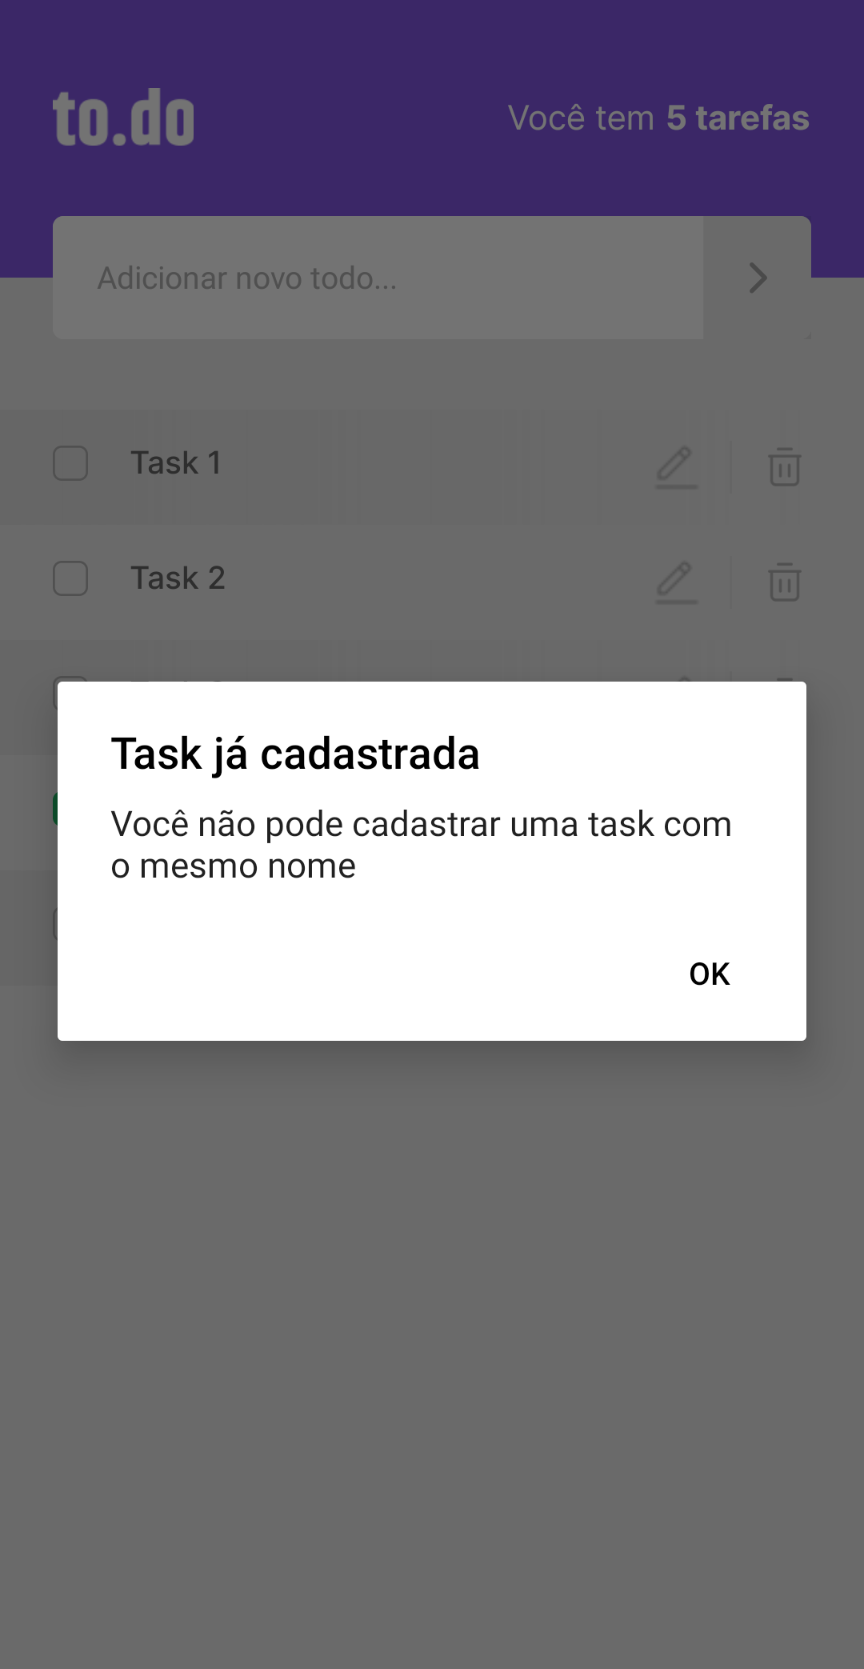 to.do
Você tem 5 tarefas
Adicionar novo todo...
Task 1
Task 2
Task já cadastrada
Você não pode cadastrar uma task com
o mesmo nome
OK